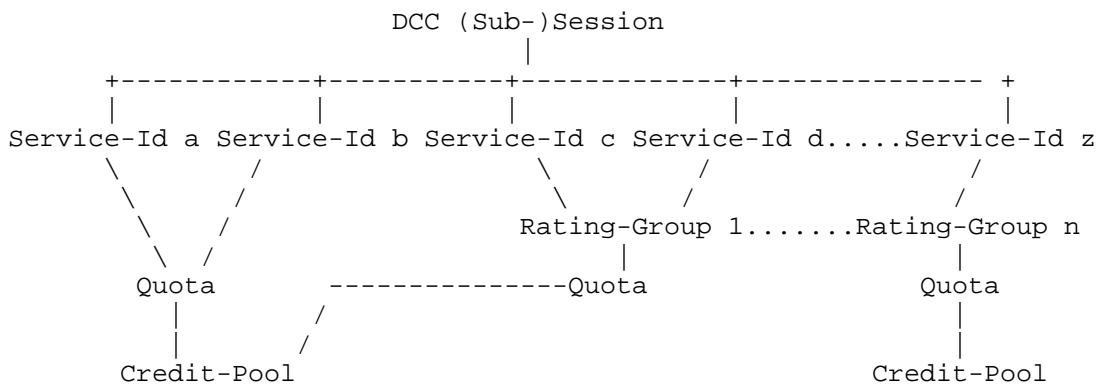 DCC (Sub-)Session
Service-Id a Service-Id b Service-Id c Service-Id d.....Service-Id z
Rating-Group 1.......Rating-Group n
Quota ---------------Quota Quota
Credit-Pool Credit-Pool